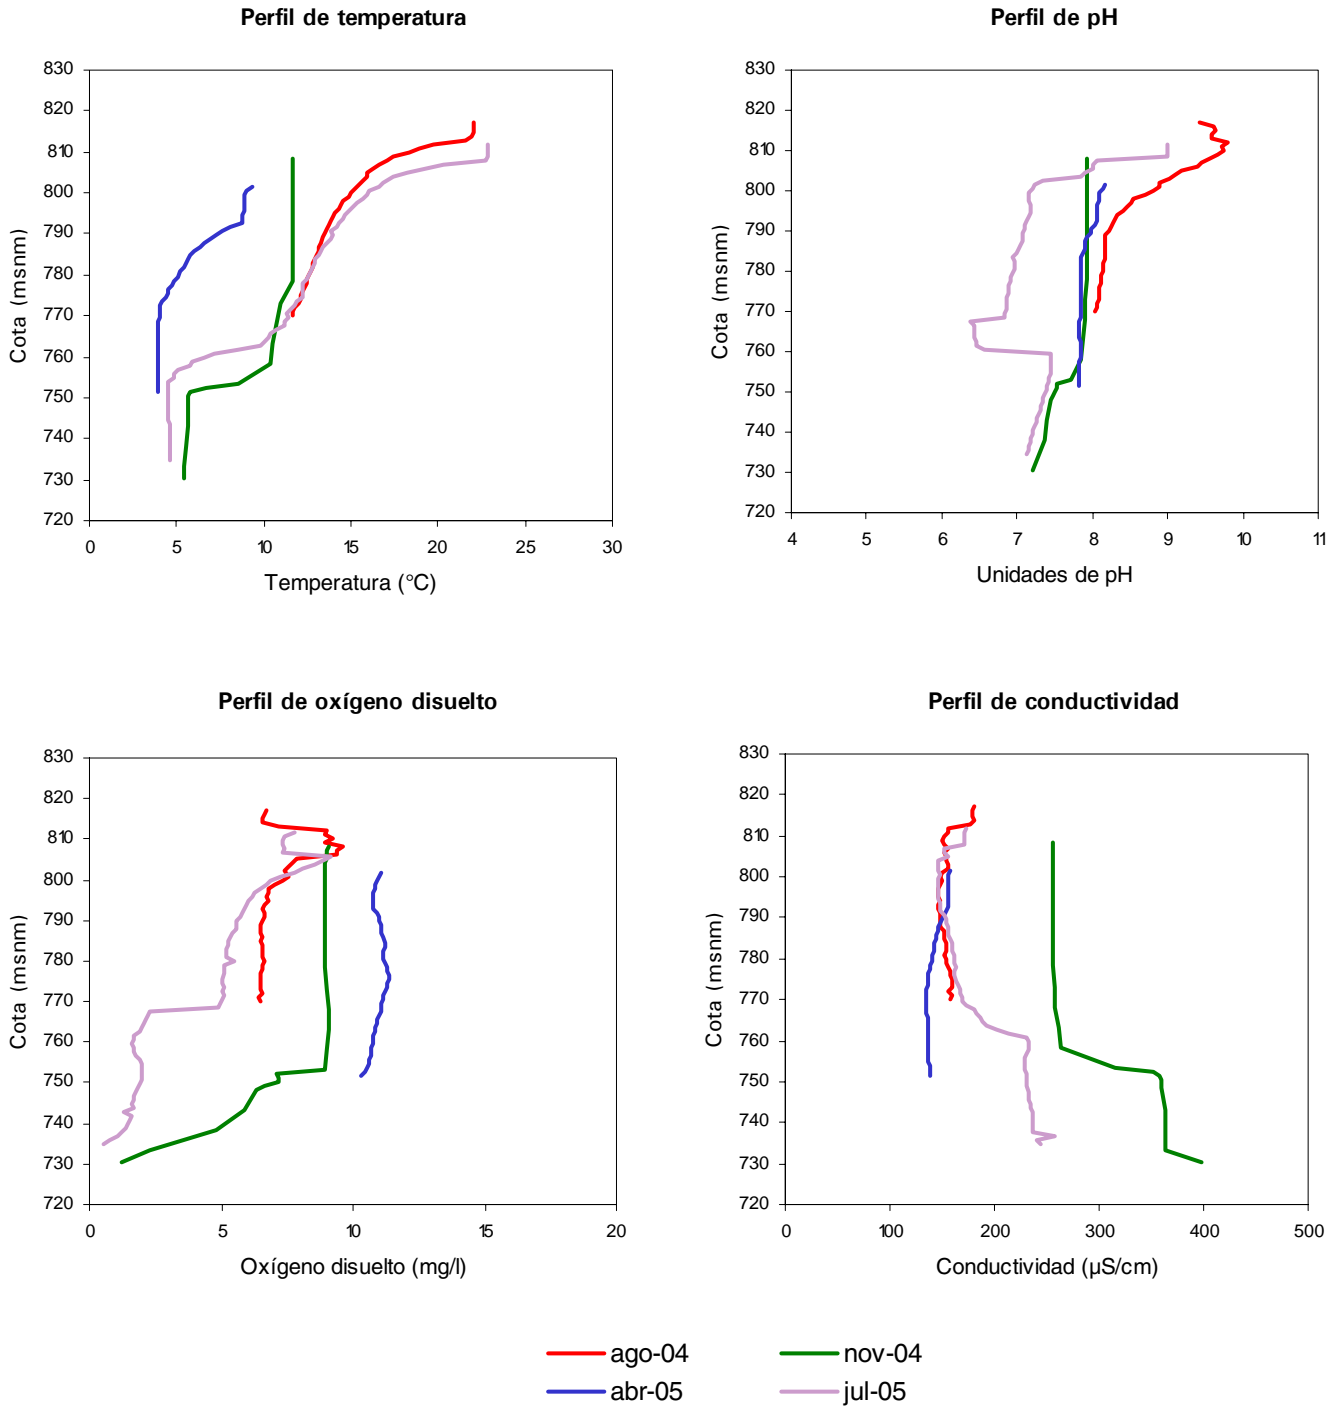 Perfil de temperatura
Perfil de pH
830
820
810
800
790
780
770
760
750
740
730
720
Cota (msnm)
0 5 10 15 20 25 30
Temperatura (°C)
830
820
810
800
790
780
770
760
750
740
730
720
Cota (msnm)
4 5 6 7 8 9 10 11
Unidades de pH
Perfil de oxígeno disuelto
Perfil de conductividad
830
820
810
800
790
780
770
760
750
740
730
720
Cota (msnm)
0 5 10 15 20
Oxígeno disuelto (mg/l)
830
820
810
800
790
780
770
760
750
740
730
720
Cota (msnm)
0 100 200 300 400 500
Conductividad (µS/cm)
ago-04 nov-04
abr-05 jul-05